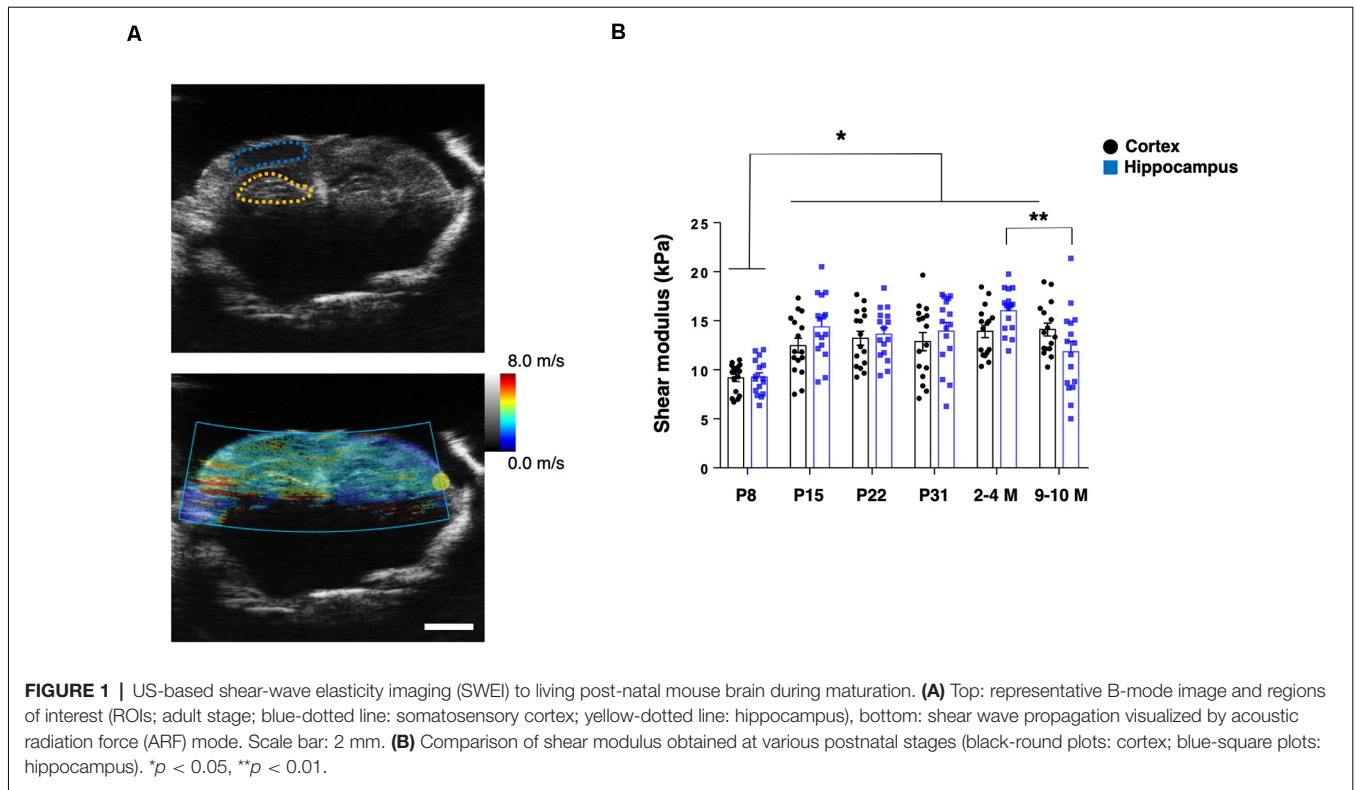 A
B
8.0 m/s
0.0 m/s
*
**
Cortex
Hippocampus
Shear modulus (kPa)
25
20
15
10
5
0
P8 P15 P22 P31 2-4 M 9-10 M
FIGURE 1 | US-based shear-wave elasticity imaging (SWEI) to living post-natal mouse brain during maturation. (A) Top: representative B-mode image and regions
of interest (ROIs; adult stage; blue-dotted line: somatosensory cortex; yellow-dotted line: hippocampus), bottom: shear wave propagation visualized by acoustic
radiation force (ARF) mode. Scale bar: 2 mm. (B) Comparison of shear modulus obtained at various postnatal stages (black-round plots: cortex; blue-square plots:
hippocampus). *p < 0.05, **p < 0.01.